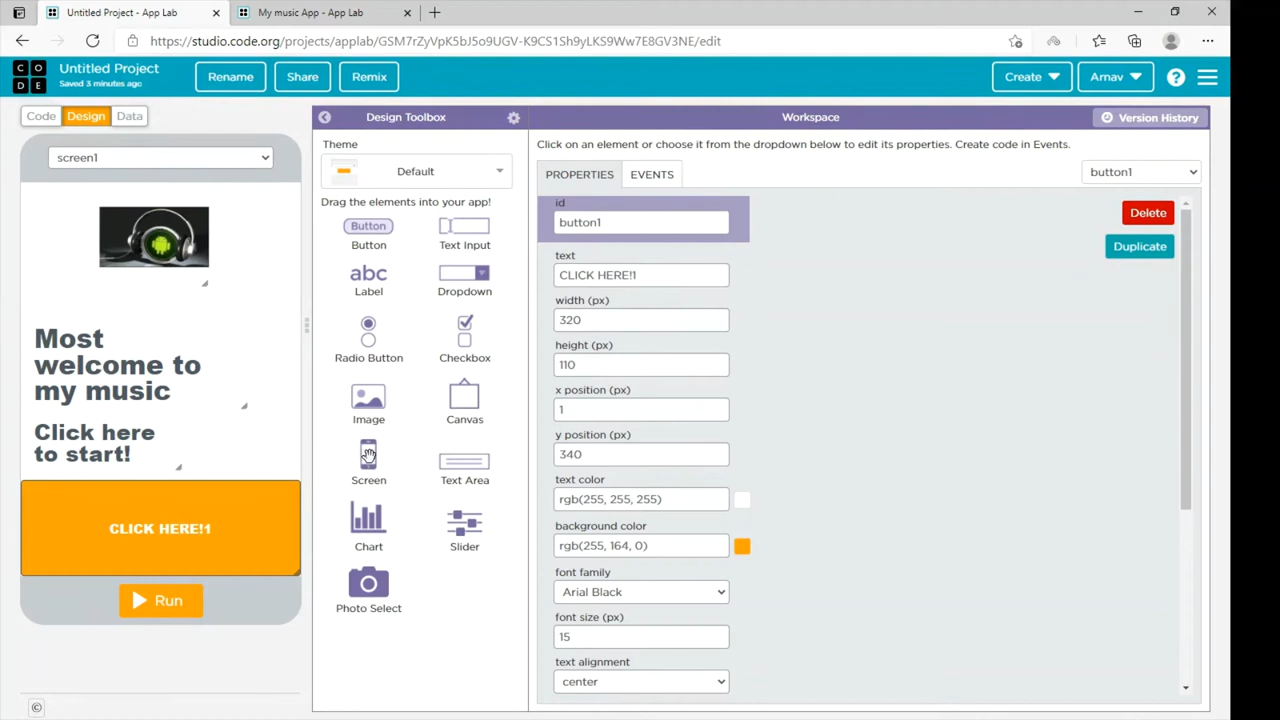 Untitled Project - App Lab
My music App - App Lab
https://studio.code.org/projects/applab/GSM7rZyVpK5bJ5o9UGV-K9CS1Sh9yLKS9Ww7E8GV3NE/edit
CO
DE
Untitled Project
Saved 3 minutes ago
Rename
Share
Remix
Create
Arnav
?
Code
Design
Data
Design Toolbox
Workspace
Version History
screen1
Theme
Default
Drag the elements into your app!
Button
Button
Text Input
abc
Label
Dropdown
Radio Button
Checkbox
Image
Canvas
Screen
Text Area
Chart
Slider
Photo Select
Most
welcome to
my music
Click here
to start!
CLICK HERE!1
Run
©
Click on an element or choose it from the dropdown below to edit its properties. Create code in Events.
PROPERTIES
EVENTS
button1
Delete
Duplicate
id
button1
text
CLICK HERE!1
width (px)
320
height (px)
110
x position (px)
1
y position (px)
340
text color
rgb(255, 255, 255)
background color
rgb(255, 164, 0)
font family
Arial Black
font size (px)
15
text alignment
center